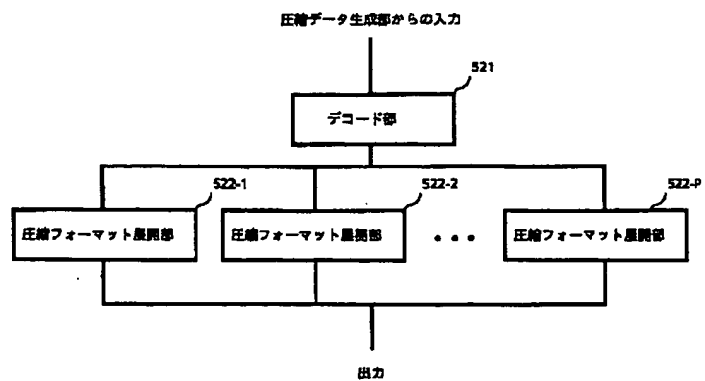 圧縮データ生成部からの入力
521
デコード部
522-1
522-2
522-P
圧縮フォーマット展開部
圧縮フォーマット展開部
• • •
圧縮フォーマット展開部
出力